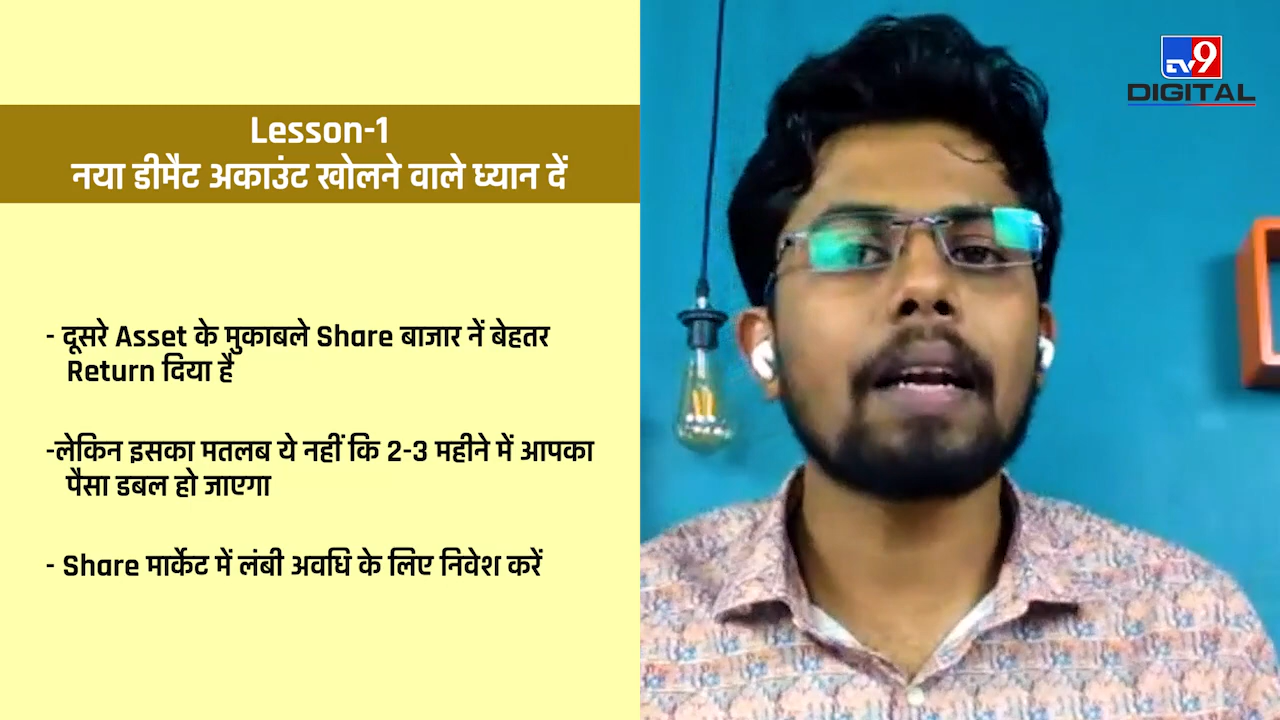 Lesson-1
नया डीमैट अकाउंट खोलने वाले ध्यान दें
- दूसरे Asset के मुकाबले Share बाजार नें बेहतर
Return दिया है
-लेकिन इसका मतलब ये नहीं कि 2-3 महीने में आपका
पैसा डबल हो जाएगा
- Share मार्केट में लंबी अवधि के लिए निवेश करें
TV9
DIGITAL